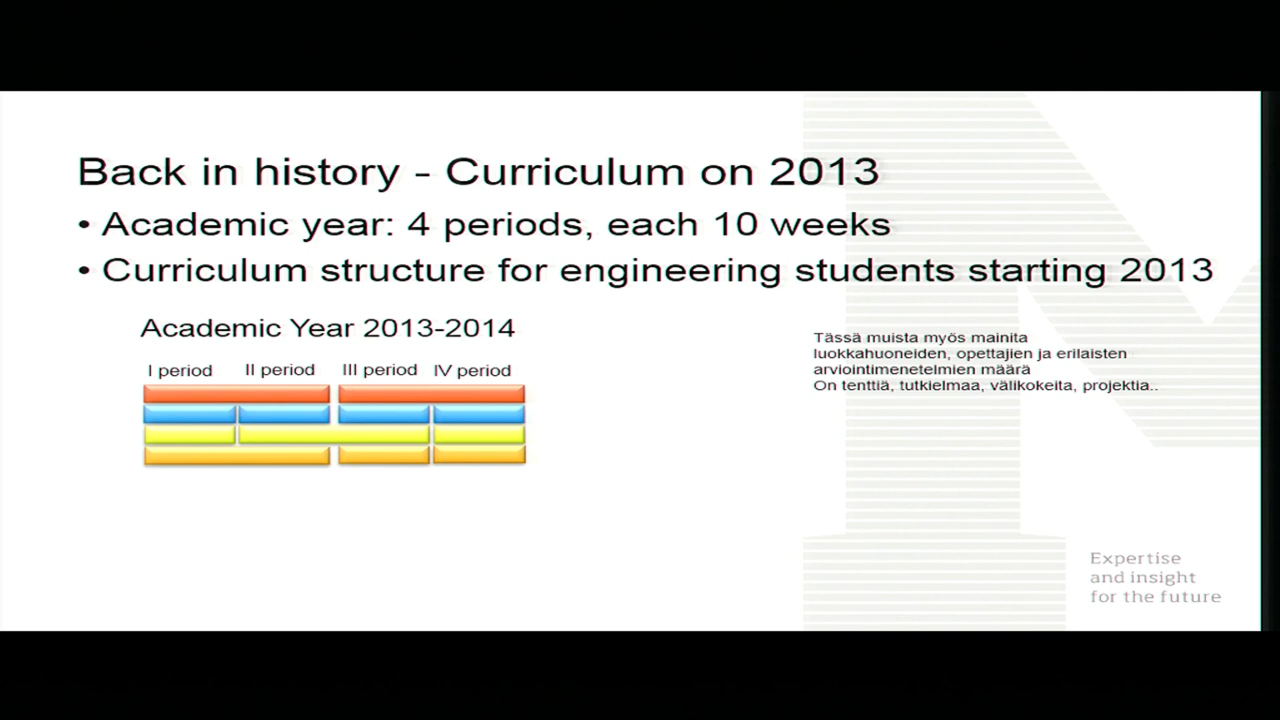 Back in history - Curriculum on 2013
• Academic year: 4 periods, each 10 weeks
• Curriculum structure for engineering students starting 2013
Academic Year 2013-2014
I period II period III period IV period
Tässä muista myös mainita
luokkahuoneiden, opettajien ja erilaisten
arviointimenetelmien määrä
On tenttiä, tutkielmaa, välikokeita, projektia..
Expertise
and insight
for the future